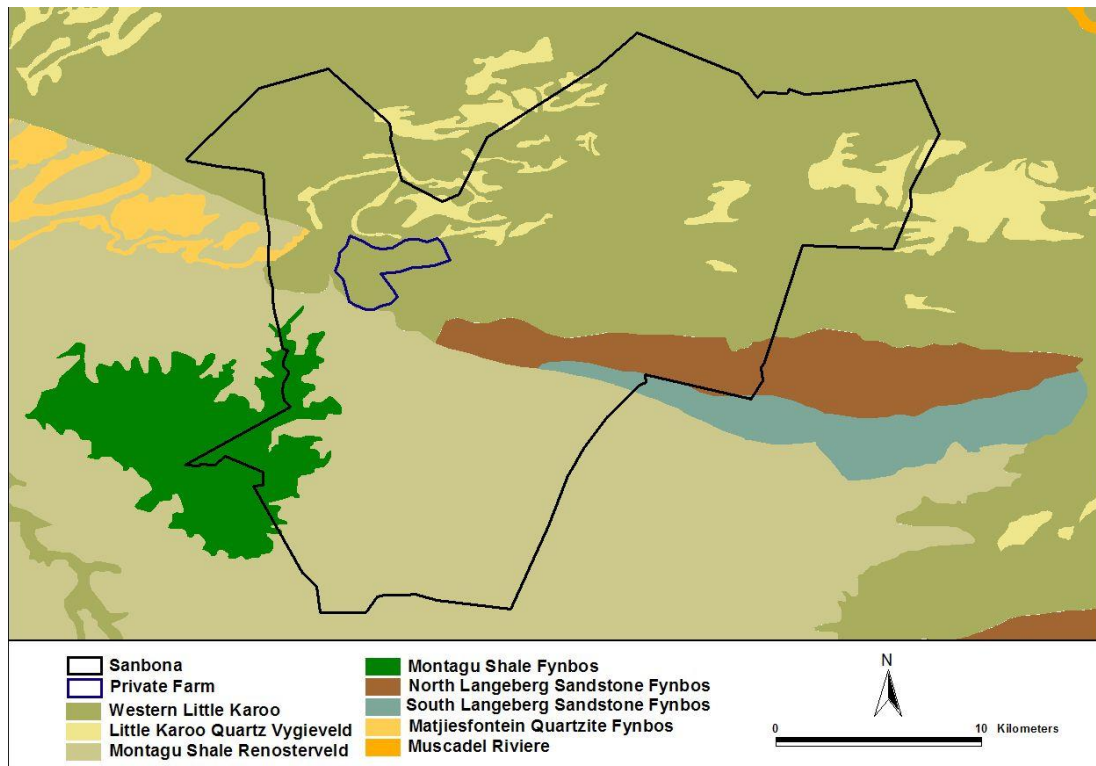 Sanbona
Private Farm
Western Little Karoo
Little Karoo Quartz Vygieveld
Montagu Shale Renosterveld
Montagu Shale Fynbos
North Langeberg Sandstone Fynbos
South Langeberg Sandstone Fynbos
Matjiesfontein Quartzite Fynbos
Muscadel Riviere
N
0 10 Kilometers